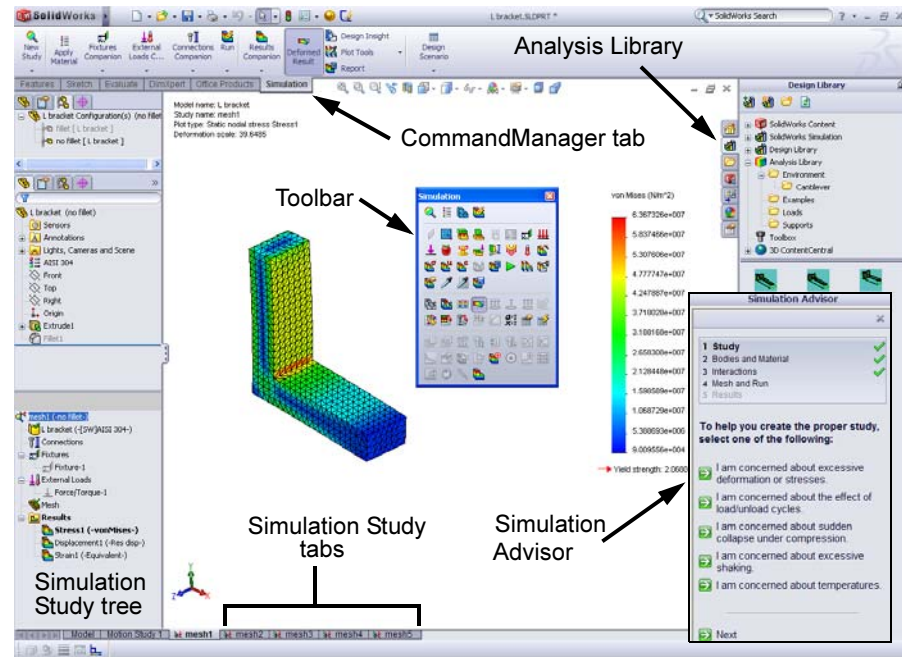 SolidWorks
L bracket.SLDPRT *
SolidWorks Search
New Study
Apply Material
Fixtures Companion
External Loads C...
Connections Companion
Run
Results Companion
Deformed Result
Design Insight
Plot Tools
Report
Design Scenario
Analysis Library
Features
Sketch
Evaluate
DimXpert
Office Products
Simulation
Design Library
Model name: L bracket
Study name: mesh1
Plot type: Static nodal stress Stress1
Deformation scale: 39.6485
CommandManager tab
Toolbar
L bracket Configuration(s) (no fillet
fillet [ L bracket ]
no fillet [ L bracket ]
L bracket (no fillet)
Sensors
Annotations
Lights, Cameras and Scene
AISI 304
Front
Top
Right
Origin
Extrude1
Fillet1
Simulation
von Mises (N/m^2)
6.367326e+007
5.837466e+007
5.307606e+007
4.777747e+007
4.247887e+007
3.718028e+007
3.188168e+007
2.658308e+007
2.128448e+007
1.598589e+007
1.068729e+007
5.388693e+006
9.009556e+004
Yield strength: 2.0680
SolidWorks Content
SolidWorks Simulation
Design Library
Analysis Library
Environment
Cantilever
Examples
Loads
Supports
Toolbox
3D ContentCentral
Simulation Advisor
1 Study
2 Bodies and Material
3 Interactions
4 Mesh and Run
5 Results
To help you create the proper study,
select one of the following:
I am concerned about excessive
deformation or stresses.
I am concerned about the effect of
load/unload cycles.
I am concerned about sudden
collapse under compression.
I am concerned about excessive
shaking.
I am concerned about temperatures.
Next
mesh1 (-no fillet-)
L bracket (-[SW]AISI 304-)
Connections
Fixtures
Fixture-1
External Loads
Force/Torque-1
Mesh
Results
Stress1 (-vonMises-)
Displacement1 (-Res disp-)
Strain1 (-Equivalent-)
Simulation
Study tree
Simulation Study
tabs
Simulation
Advisor
Model
Motion Study 1
mesh1
mesh2
mesh3
mesh4
mesh5